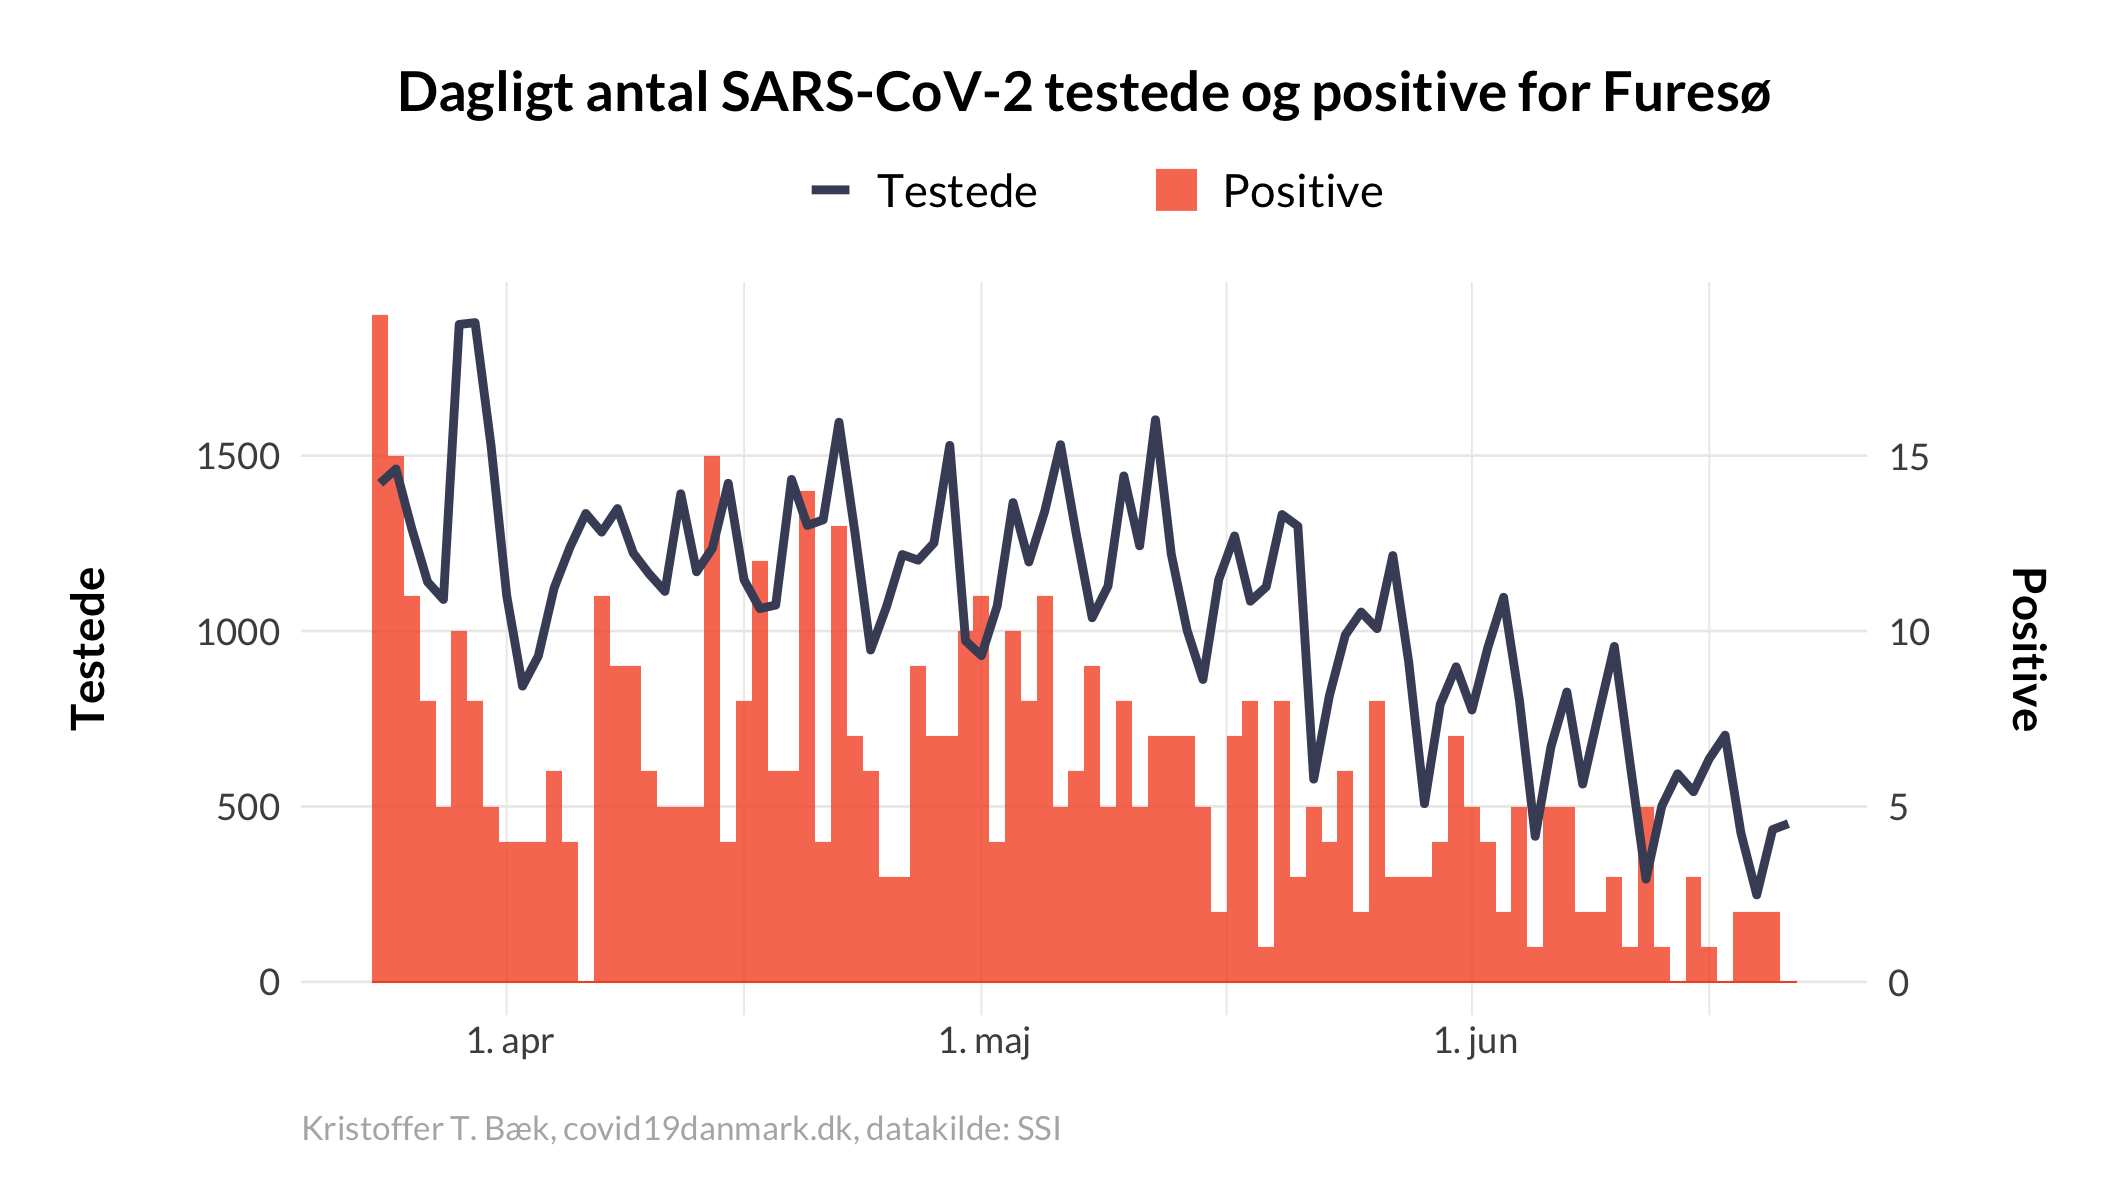 Dagligt antal SARS-CoV-2 testede og positive for Furesø
Testede
Positive
1500
1000
500
0
Testede
15
10
5
0
Positive
1. apr
1. maj
1. jun
Kristoffer T. Bæk, covid19danmark.dk, datakilde: SSI